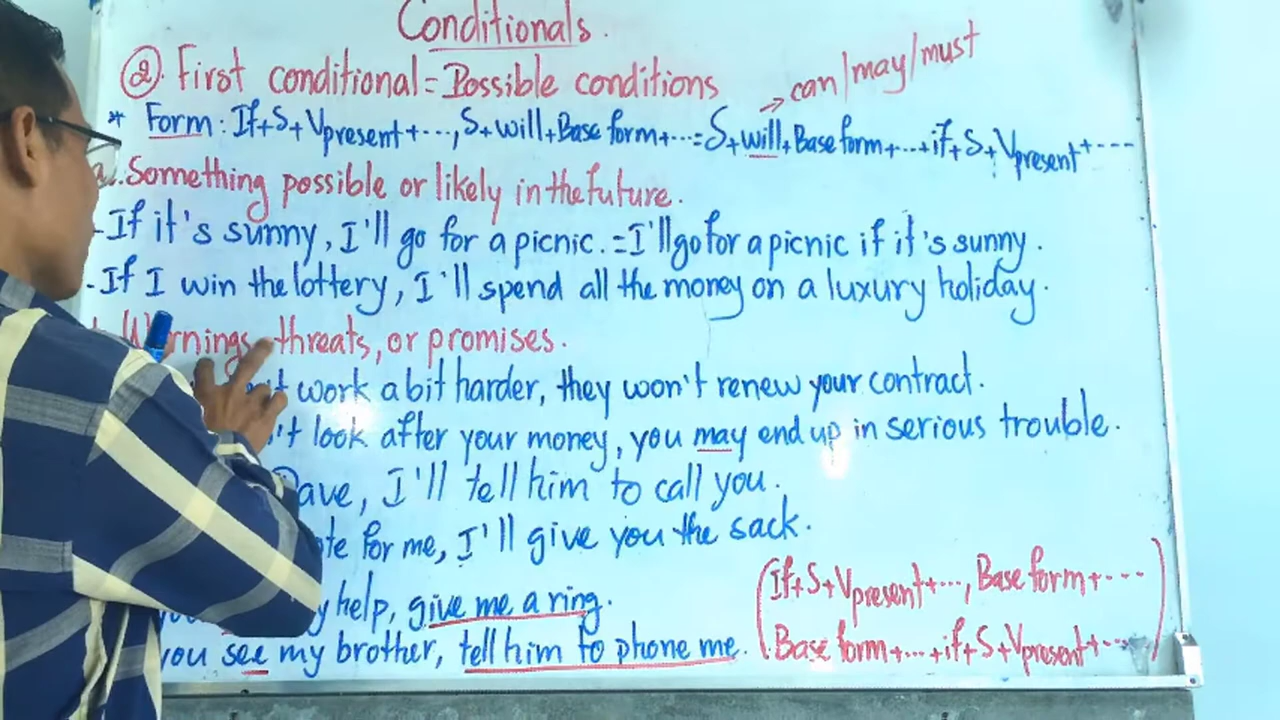 Conditionals.
②. First conditional = Possible conditions → can/may/must
* Form: If+S+Vpresent+..., S+will+Base form+...=S+will+Base form+...+if+S+Vpresent+---
a. Something possible or likely in the future.
- If it's sunny, I'll go for a picnic. = I'll go for a picnic if it's sunny.
- If I win the lottery, I'll spend all the money on a luxury holiday.
Warnings, threats, or promises.
work a bit harder, they won't renew your contract.
look after your money, you may end up in serious trouble.
Dave, I'll tell him to call you.
for me, I'll give you the sack.
help, give me a ring.
you see my brother, tell him to phone me.
(If+S+Vpresent+..., Base form+---
Base form+...+if+S+Vpresent+---)